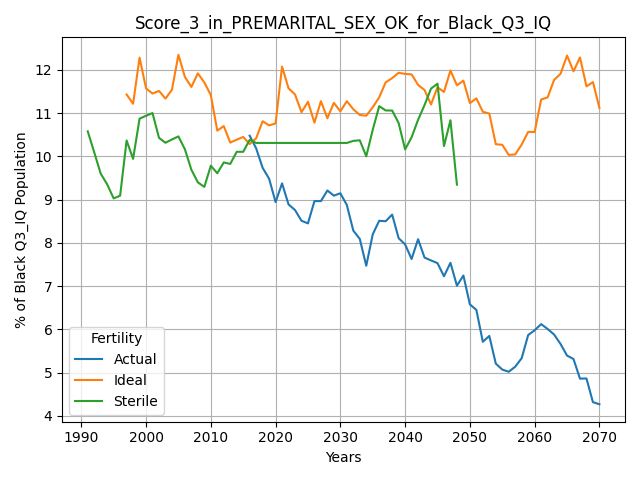 Score_3_in_PREMARITAL_SEX_OK_for_Black_Q3_IQ
% of Black Q3_IQ Population
12
11
10
9
8
7
6
5
4
Fertility
Actual
Ideal
Sterile
1990 2000 2010 2020 2030 2040 2050 2060 2070
Years